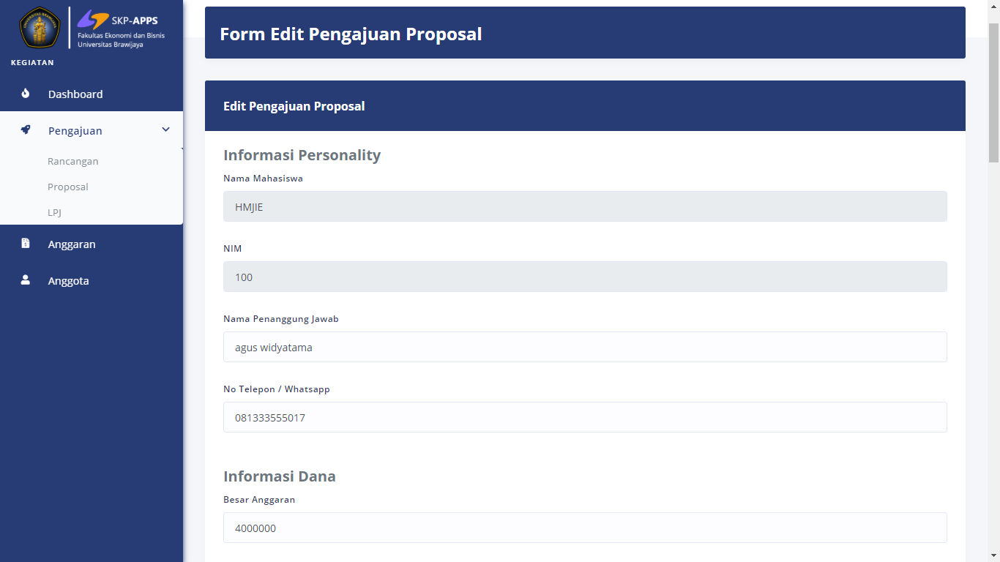 UNIVERSITAS BRAWIJAYA
SKP-APPS
Fakultas Ekonomi dan Bisnis
Universitas Brawijaya
KEGIATAN
Dashboard
Pengajuan
Rancangan
Proposal
LPJ
Anggaran
Anggota
Form Edit Pengajuan Proposal
Edit Pengajuan Proposal
Informasi Personality
Nama Mahasiswa
HMJIE
NIM
100
Nama Penanggung Jawab
agus widyatama
No Telepon / Whatsapp
081333555017
Informasi Dana
Besar Anggaran
4000000